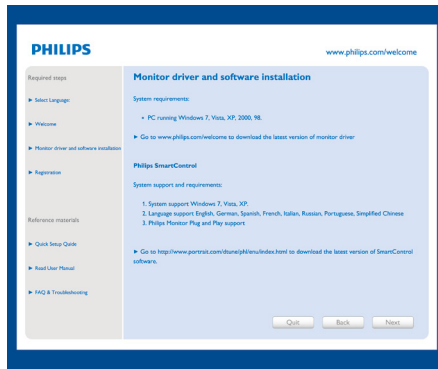 PHILIPS
www.philips.com/welcome
Required steps
Select Language:
Welcome
Monitor driver and software installation
Registration
Reference materials
Quick Setup Quide
Read User Manual
FAQ & Troubleshooting
Monitor driver and software installation
System requirements:
• PC running Windows 7, Vista, XP, 2000, 98.
Go to www.philips.com/welcome to download the latest version of monitor driver
Philips SmartControl
System support and requirements:
1. System support Windows 7, Vista, XP.
2. Language support English, German, Spanish, French, Italian, Russian, Portuguese, Simplified Chinese
3. Philips Monitor Plug and Play support
Go to http://www.portrait.com/dtune/phl/enu/index.html to download the latest version of SmartControl
software.
Quit
Back
Next